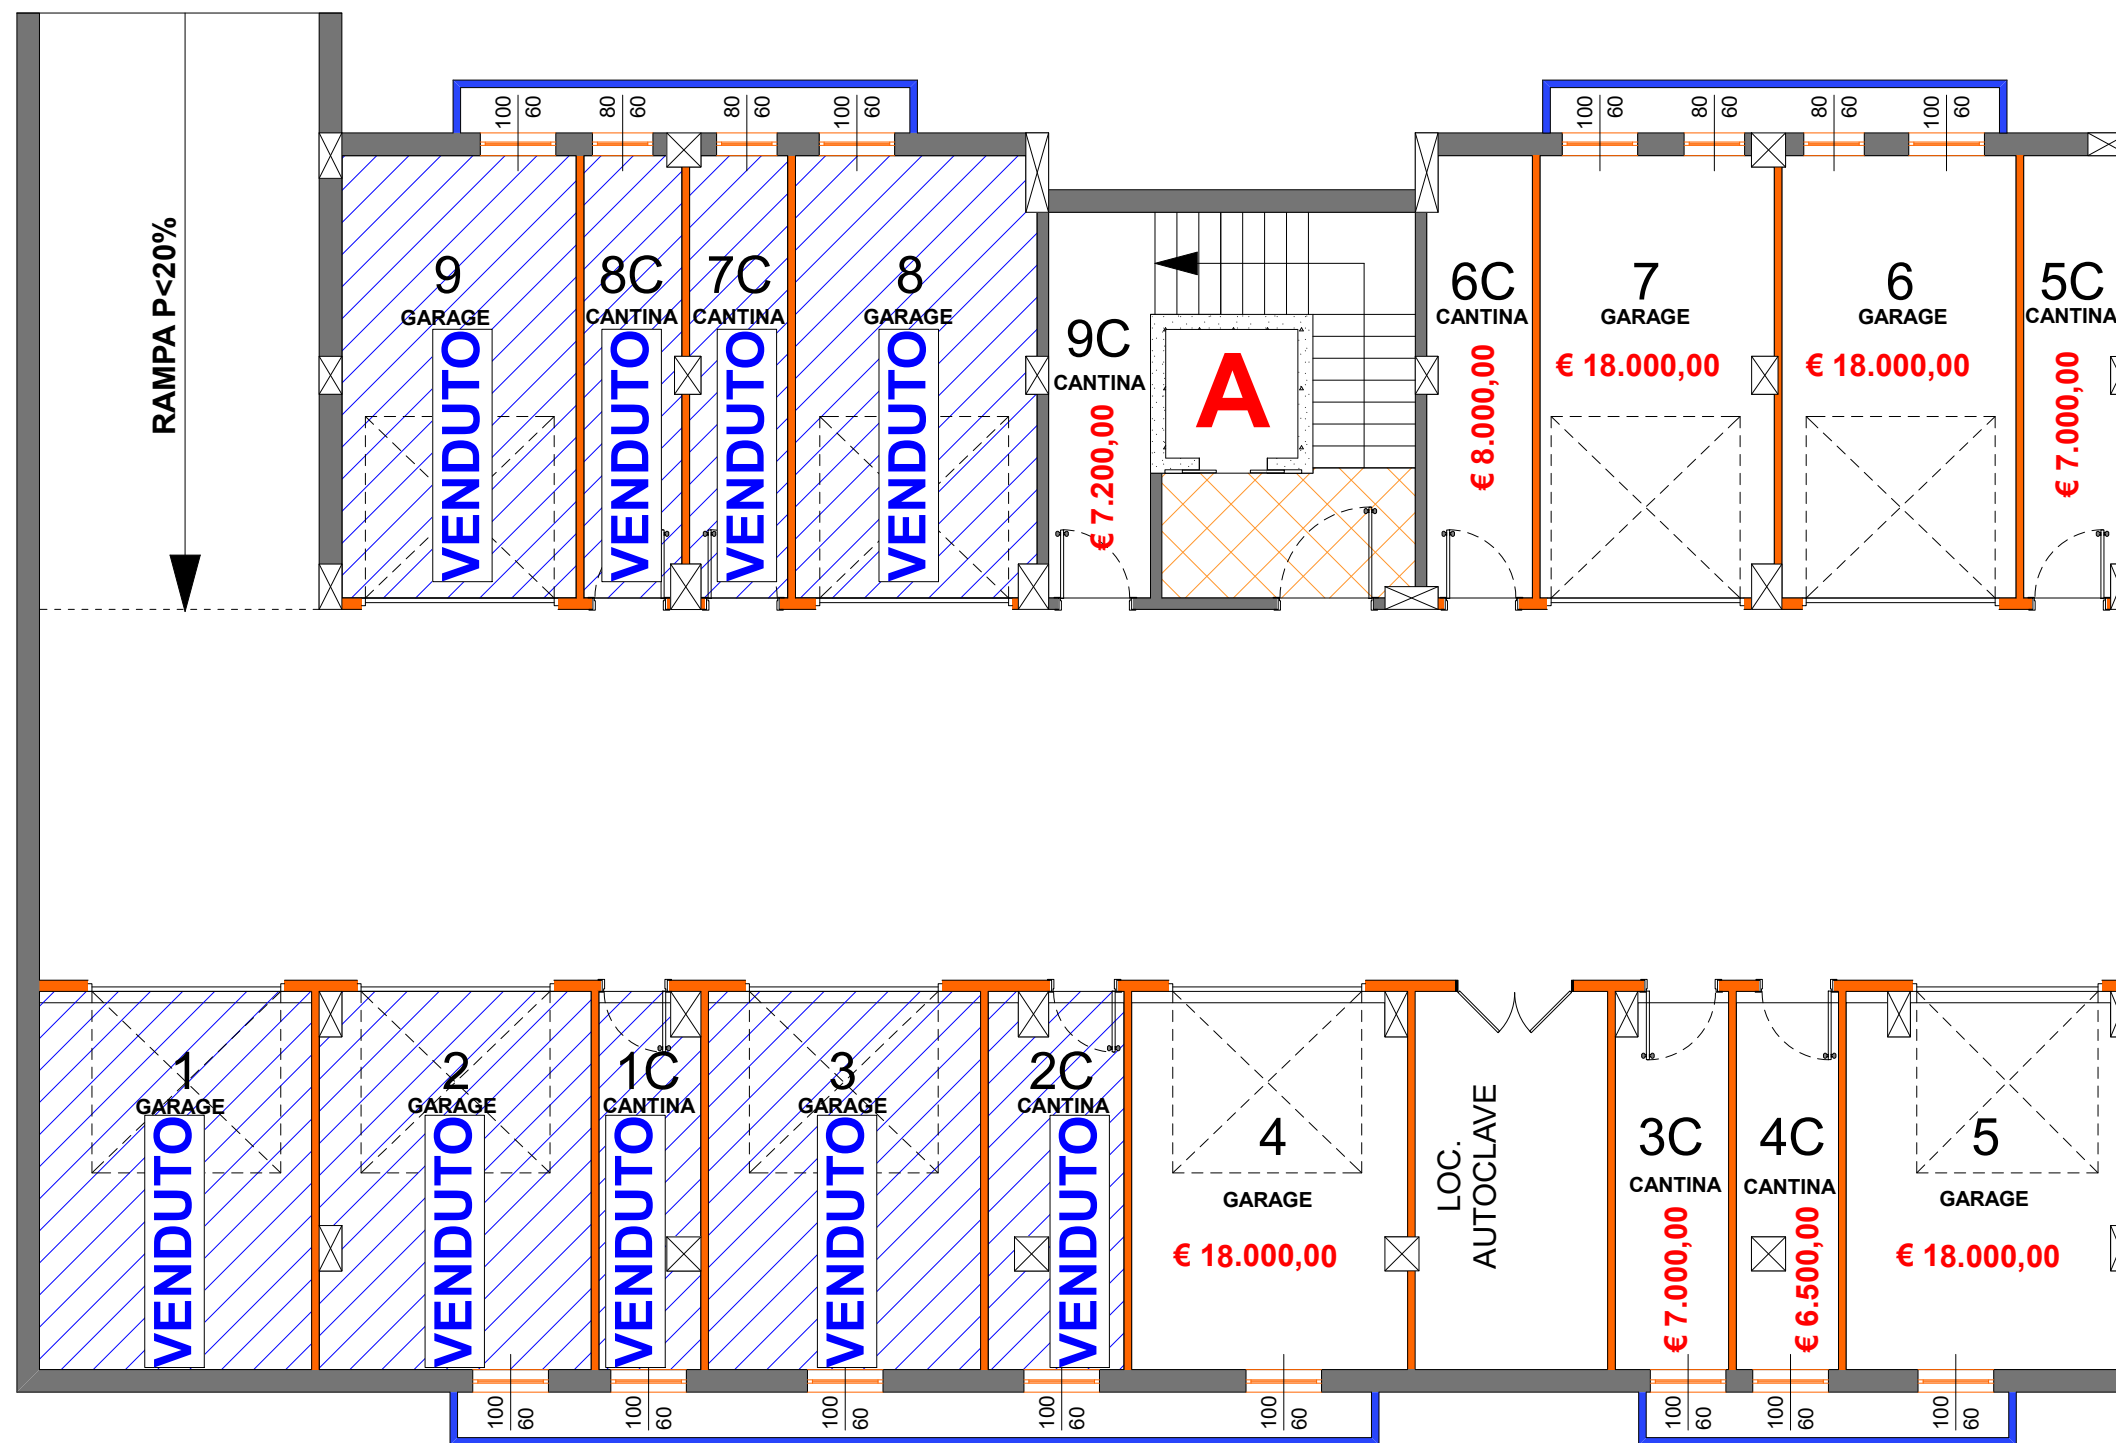 100 60
80 60
80 60
100 60
100 60
80 60
80 60
100 60
RAMPA P<20%
9
GARAGE
VENDUTO
8C
CANTINA
VENDUTO
7C
CANTINA
VENDUTO
8
GARAGE
VENDUTO
9C
CANTINA
€ 7.200,00
A
6C
CANTINA
€ 8.000,00
7
GARAGE
€ 18.000,00
6
GARAGE
€ 18.000,00
5C
CANTINA
€ 7.000,00
1
GARAGE
VENDUTO
2
GARAGE
VENDUTO
1C
CANTINA
VENDUTO
3
GARAGE
VENDUTO
2C
CANTINA
VENDUTO
4
GARAGE
€ 18.000,00
LOC.
AUTOCLAVE
3C
CANTINA
€ 7.000,00
4C
CANTINA
€ 6.500,00
5
GARAGE
€ 18.000,00
100 60
100 60
100 60
100 60
100 60
100 60
100 60
100 60